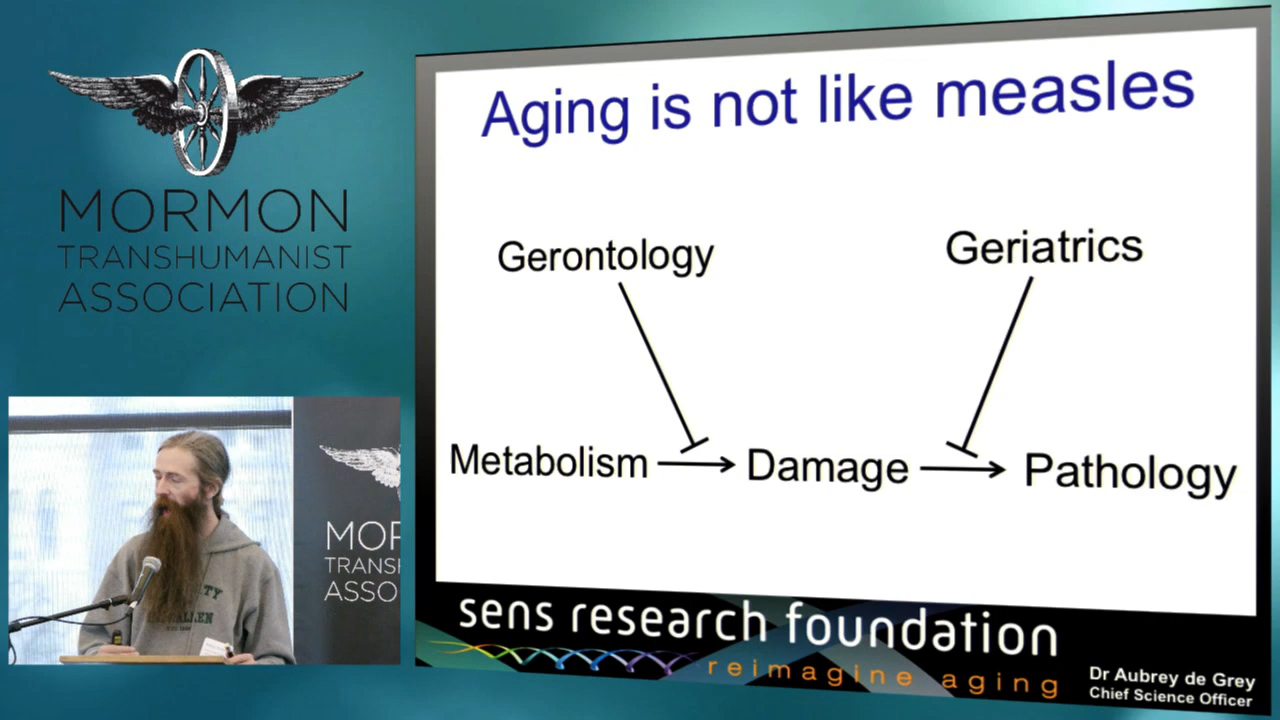 MORMON
TRANSHUMANIST
ASSOCIATION
Aging is not like measles
Gerontology
Geriatrics
Metabolism
Damage
Pathology
sens research foundation
reimagine aging
Dr Aubrey de Grey
Chief Science Officer
MOR
TRANS
ASSO